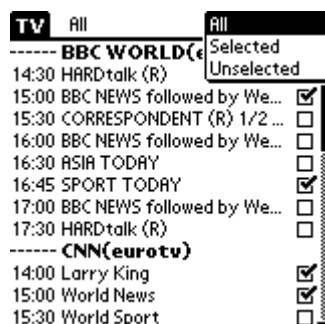 TV All All
Selected
------ BBC WORLD(e
Unselected
14:30 HARDtalk (R)
15:00 BBC NEWS followed by We...
15:30 CORRESPONDENT (R) 1/2 ...
16:00 BBC NEWS followed by We...
16:30 ASIA TODAY
16:45 SPORT TODAY
17:00 BBC NEWS followed by We...
17:30 HARDtalk (R)
------ CNN(eurotv)
14:00 Larry King
15:00 World News
15:30 World Sport